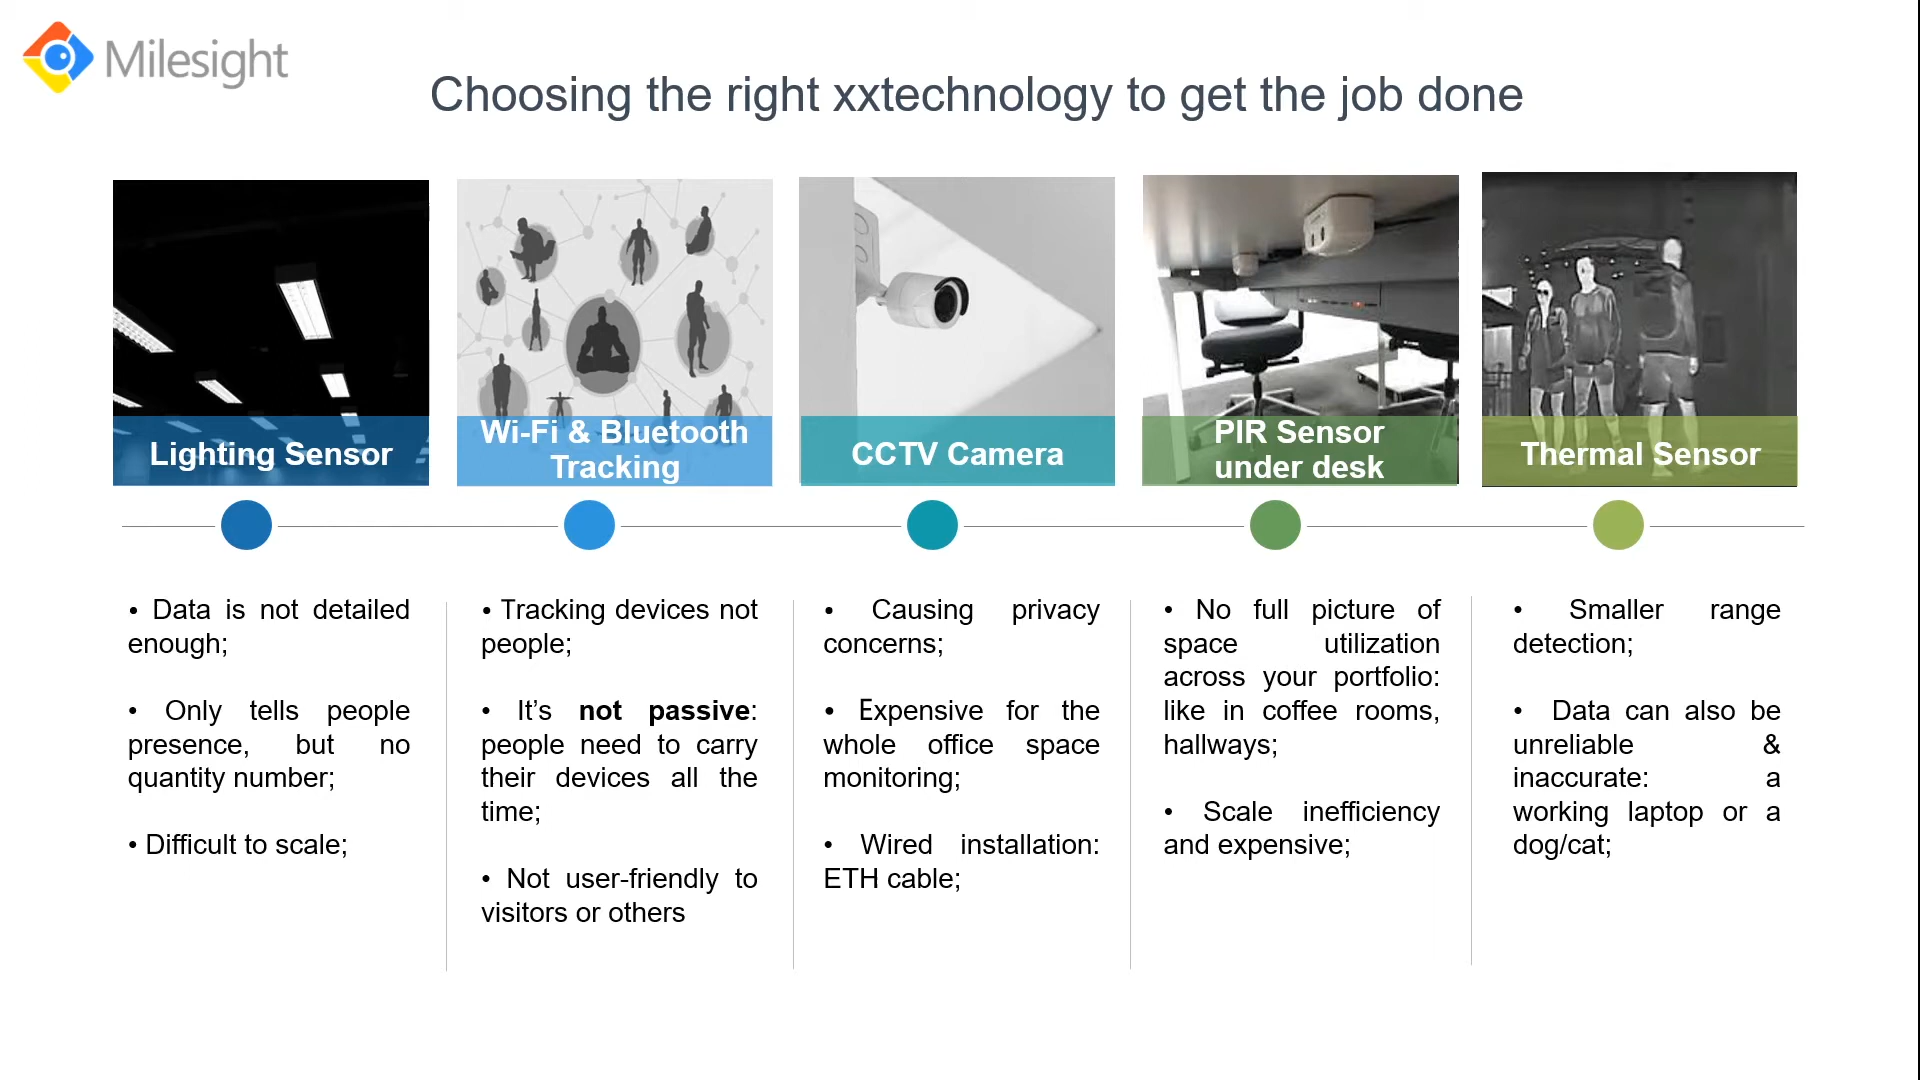 Milesight
Choosing the right xxtechnology to get the job done
Lighting Sensor
Wi-Fi & Bluetooth
Tracking
CCTV Camera
PIR Sensor
under desk
Thermal Sensor
• Data is not detailed
enough;
• Only tells people
presence, but no
quantity number;
• Difficult to scale;
• Tracking devices not
people;
• It’s not passive:
people need to carry
their devices all the
time;
• Not user-friendly to
visitors or others
• Causing privacy
concerns;
• Expensive for the
whole office space
monitoring;
• Wired installation:
ETH cable;
• No full picture of
space utilization
across your portfolio:
like in coffee rooms,
hallways;
• Scale inefficiency
and expensive;
• Smaller range
detection;
• Data can also be
unreliable &
inaccurate: a
working laptop or a
dog/cat;